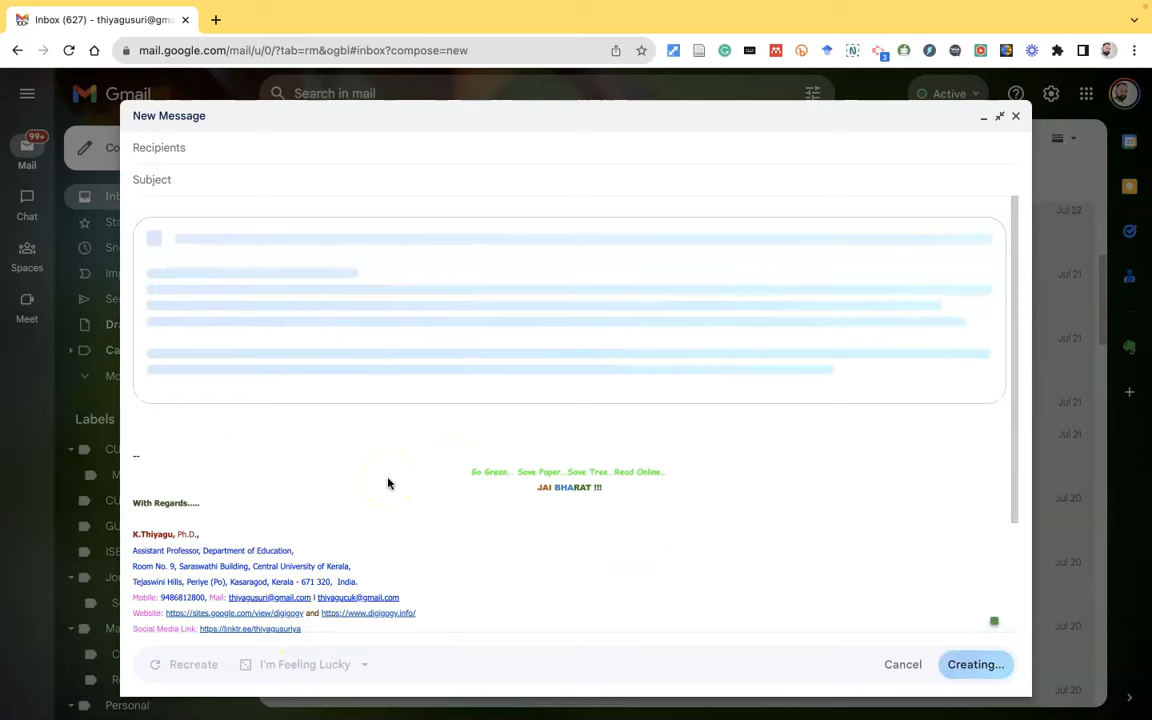 Inbox (627) - thiyagusuri@gma
mail.google.com/mail/u/0/?tab=rm&ogbl#inbox?compose=new
3
Gmail
Search in mail
Active
New Message
99+
Mail
Chat
Spaces
Meet
Recipients
Subject
Labels
Personal
Jul 22
Jul 21
Jul 21
Jul 21
Jul 21
Jul 20
Jul 20
Jul 20
Jul 20
--
Go Green.. Save Paper..Save Tree..Read Online..
JAI BHARAT !!!
With Regards.....
K.Thiyagu, Ph.D.,
Assistant Professor, Department of Education,
Room No. 9, Saraswathi Building, Central University of Kerala,
Tejaswini Hills, Periye (Po), Kasaragod, Kerala - 671 320, India.
Mobile: 9486812800, Mail: thiyagusuri@gmail.com l thiyagucuk@gmail.com
Website: https://sites.google.com/view/digigogy and https://www.digigogy.info/
Social Media Link: https://linktr.ee/thiyagusuriya
Recreate
I'm Feeling Lucky
Cancel
Creating...